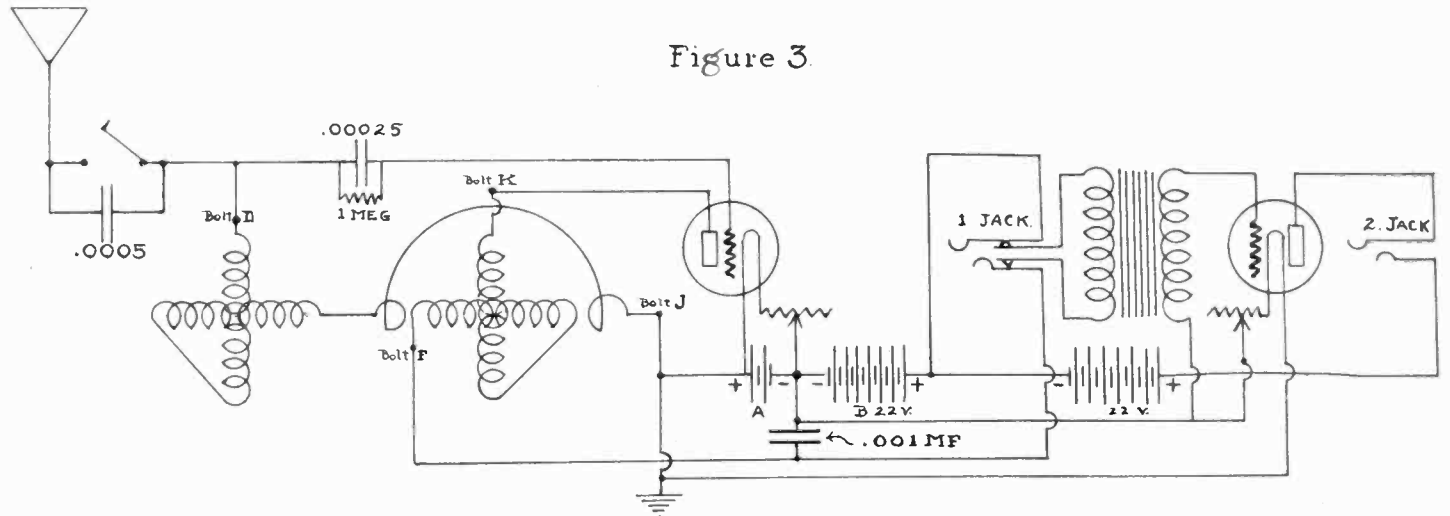 Figure 3.
.00025
1 MEG
.0005
Bolt D
Bolt K
Bolt J
Bolt F
1 JACK.
2. JACK
+ -
A
- +
B 22 V.
- +
22 V.
.001 MF